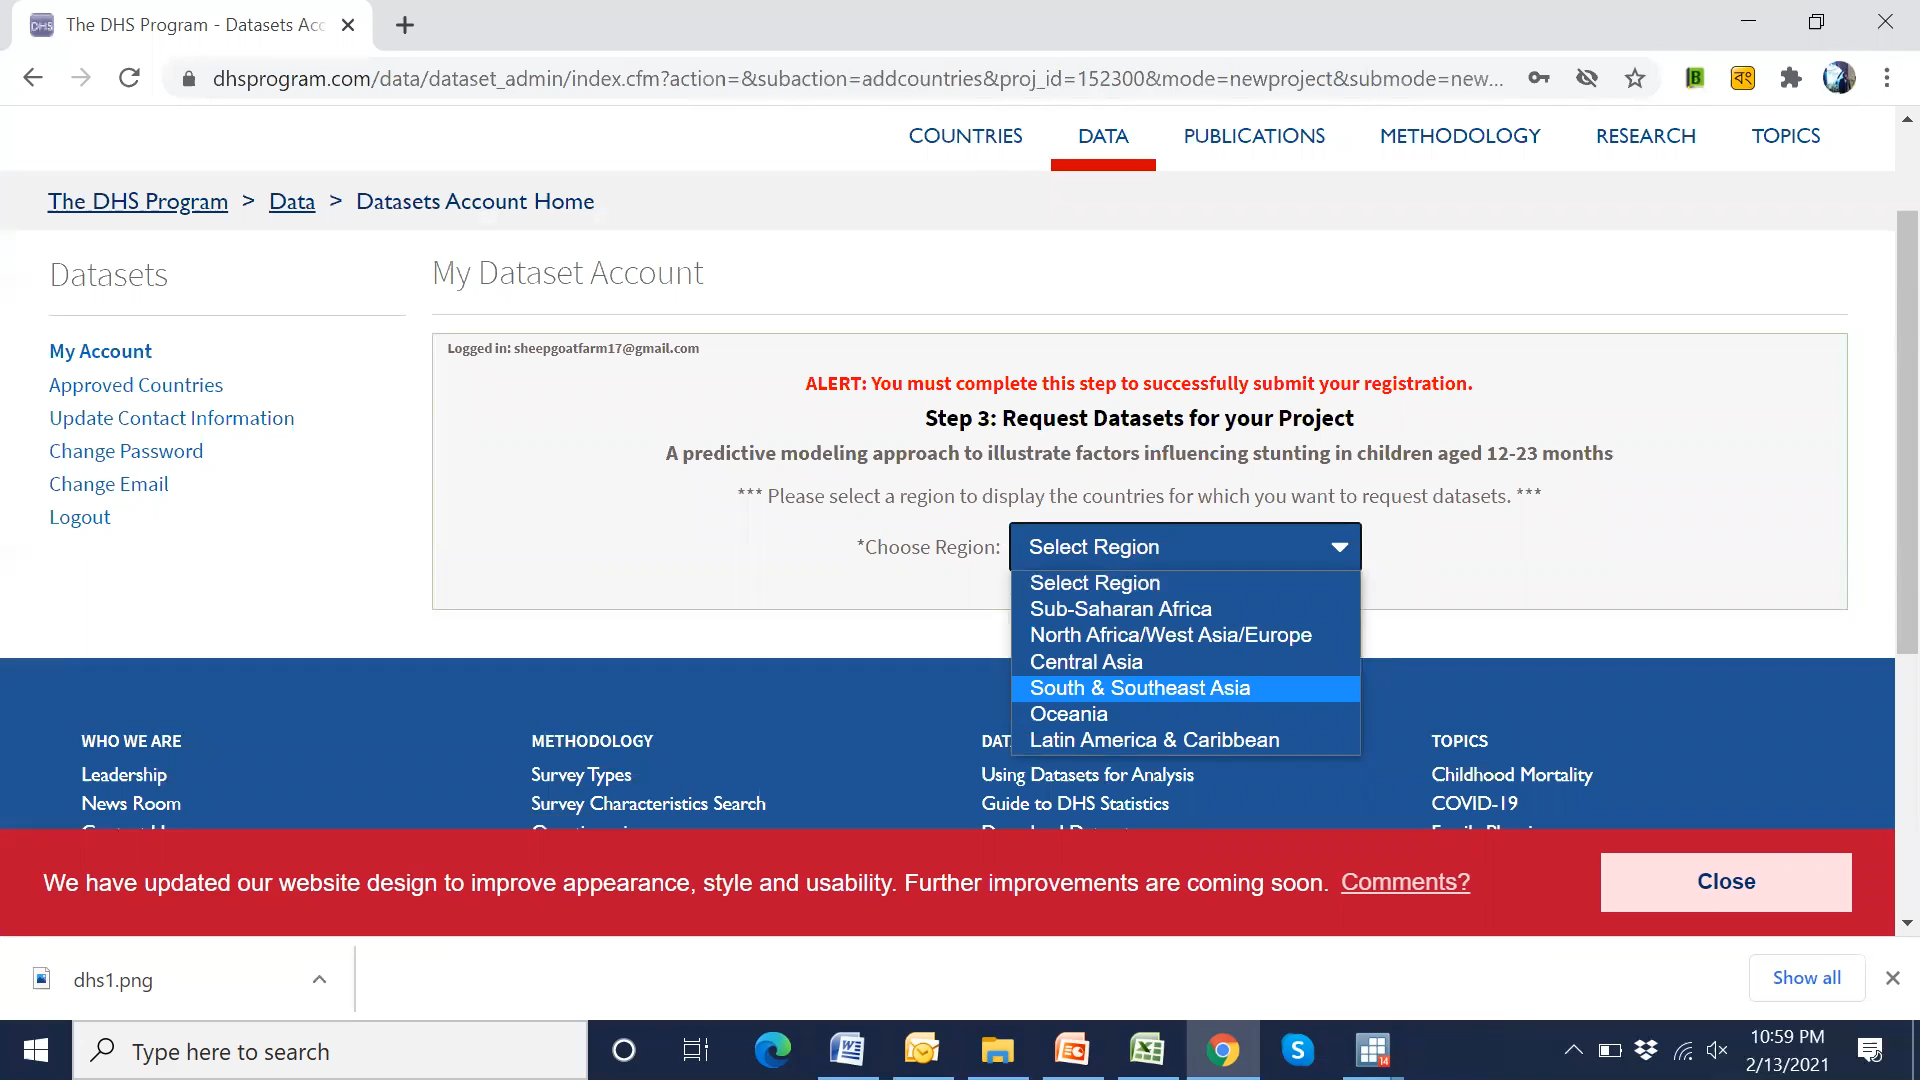 The DHS Program - Datasets Acc
dhsprogram.com/data/dataset_admin/index.cfm?action=&subaction=addcountries&proj_id=152300&mode=newproject&submode=new...
বং
COUNTRIES DATA PUBLICATIONS METHODOLOGY RESEARCH TOPICS
The DHS Program > Data > Datasets Account Home
Datasets
My Account
Approved Countries
Update Contact Information
Change Password
Change Email
Logout
My Dataset Account
Logged in: sheepgoatfarm17@gmail.com
ALERT: You must complete this step to successfully submit your registration.
Step 3: Request Datasets for your Project
A predictive modeling approach to illustrate factors influencing stunting in children aged 12-23 months
*** Please select a region to display the countries for which you want to request datasets. ***
*Choose Region: Select Region
Select Region
Sub-Saharan Africa
North Africa/West Asia/Europe
Central Asia
South & Southeast Asia
Oceania
Latin America & Caribbean
WHO WE ARE
Leadership
News Room
METHODOLOGY
Survey Types
Survey Characteristics Search
DAT
Using Datasets for Analysis
Guide to DHS Statistics
TOPICS
Childhood Mortality
COVID-19
We have updated our website design to improve appearance, style and usability. Further improvements are coming soon. Comments?
Close
dhs1.png
Show all
Type here to search
14
10:59 PM
2/13/2021